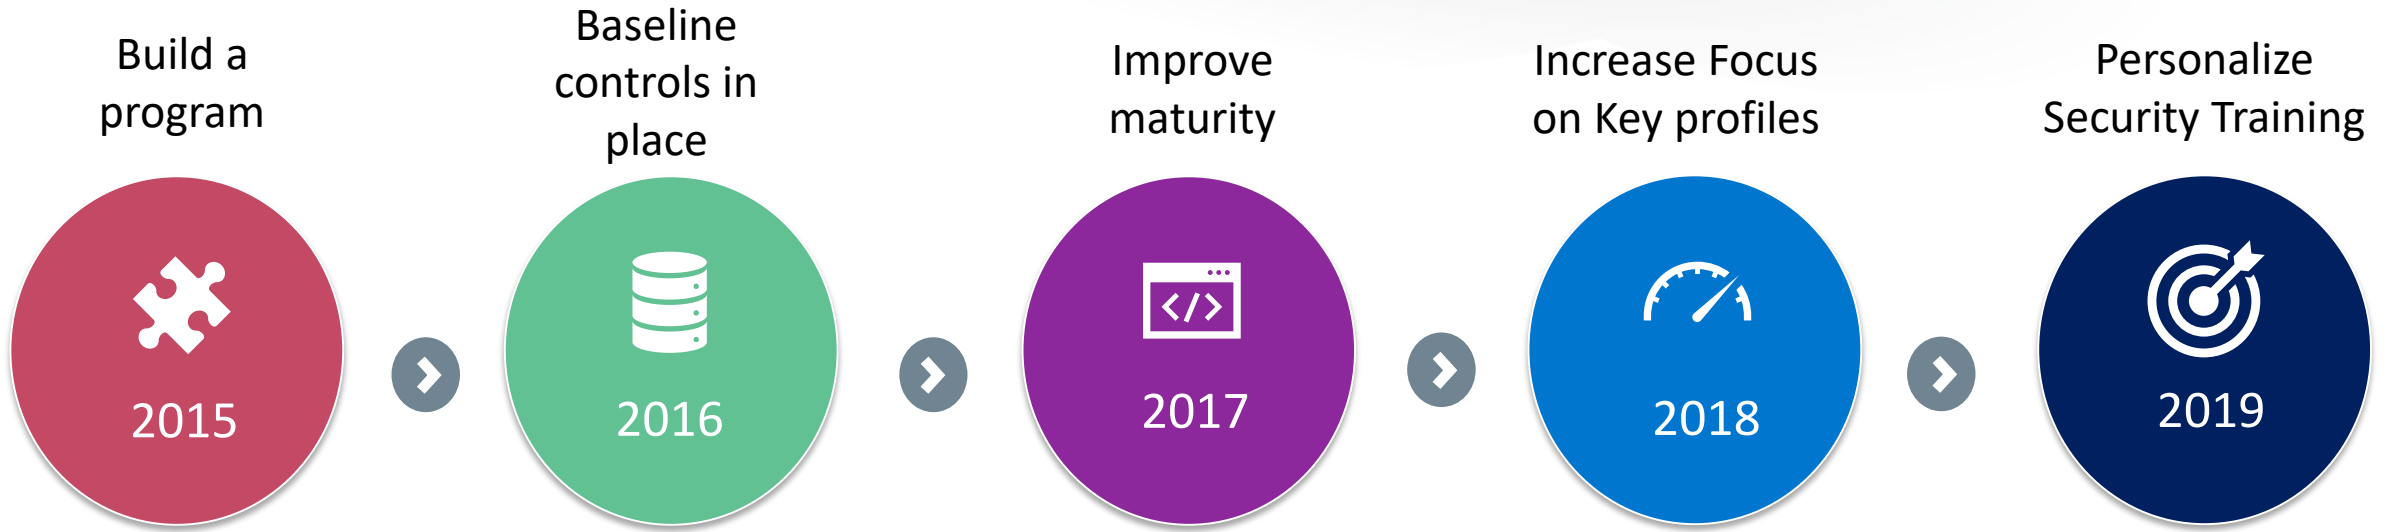 Build a
program
2015
Baseline
controls in
place
2016
Improve
maturity
</>
2017
Increase Focus
on Key profiles
2018
Personalize
Security Training
2019